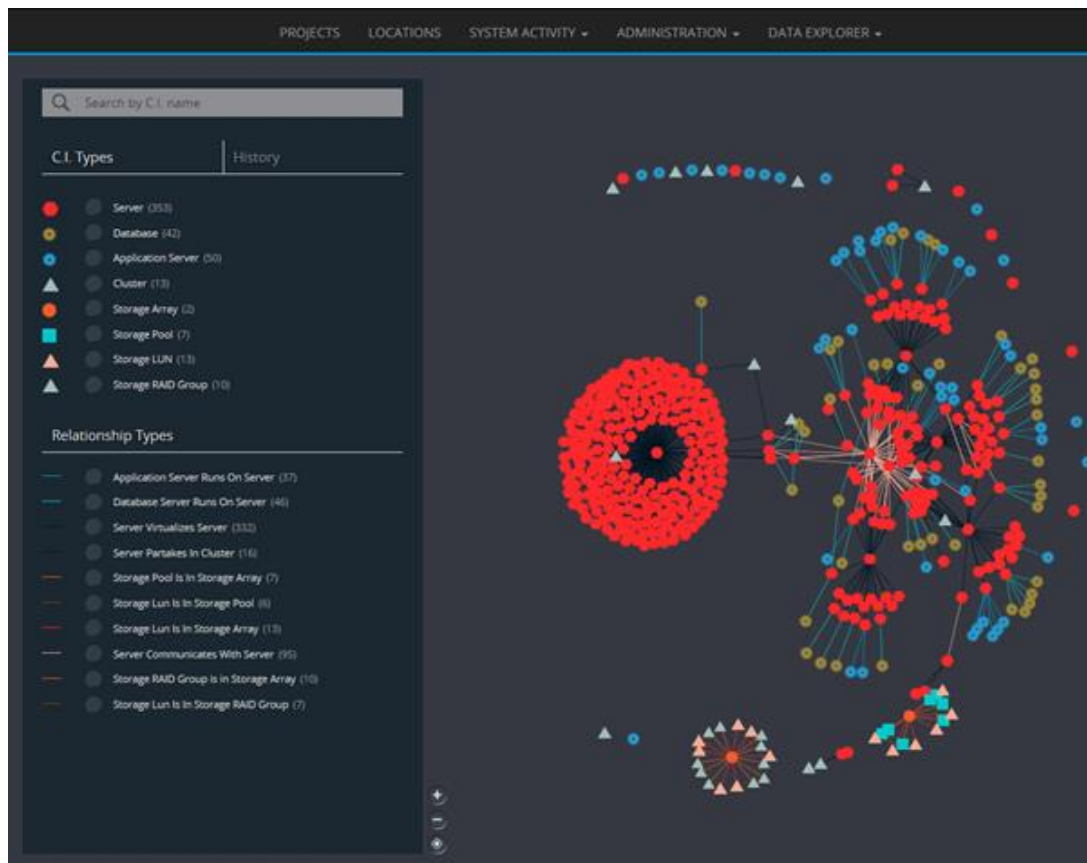 PROJECTS LOCATIONS SYSTEM ACTIVITY ADMINISTRATION DATA EXPLORER
Search by C.I. name
C.I. Types History
Server (353)
Database (42)
Application Server (50)
Cluster (13)
Storage Array (2)
Storage Pool (7)
Storage LUN (13)
Storage RAID Group (10)
Relationship Types
Application Server Runs On Server (37)
Database Server Runs On Server (46)
Server Virtualizes Server (332)
Server Partakes In Cluster (16)
Storage Pool Is In Storage Array (7)
Storage Lun Is In Storage Pool (6)
Storage Lun Is In Storage Array (13)
Server Communicates With Server (95)
Storage RAID Group is in Storage Array (10)
Storage Lun Is In Storage RAID Group (7)